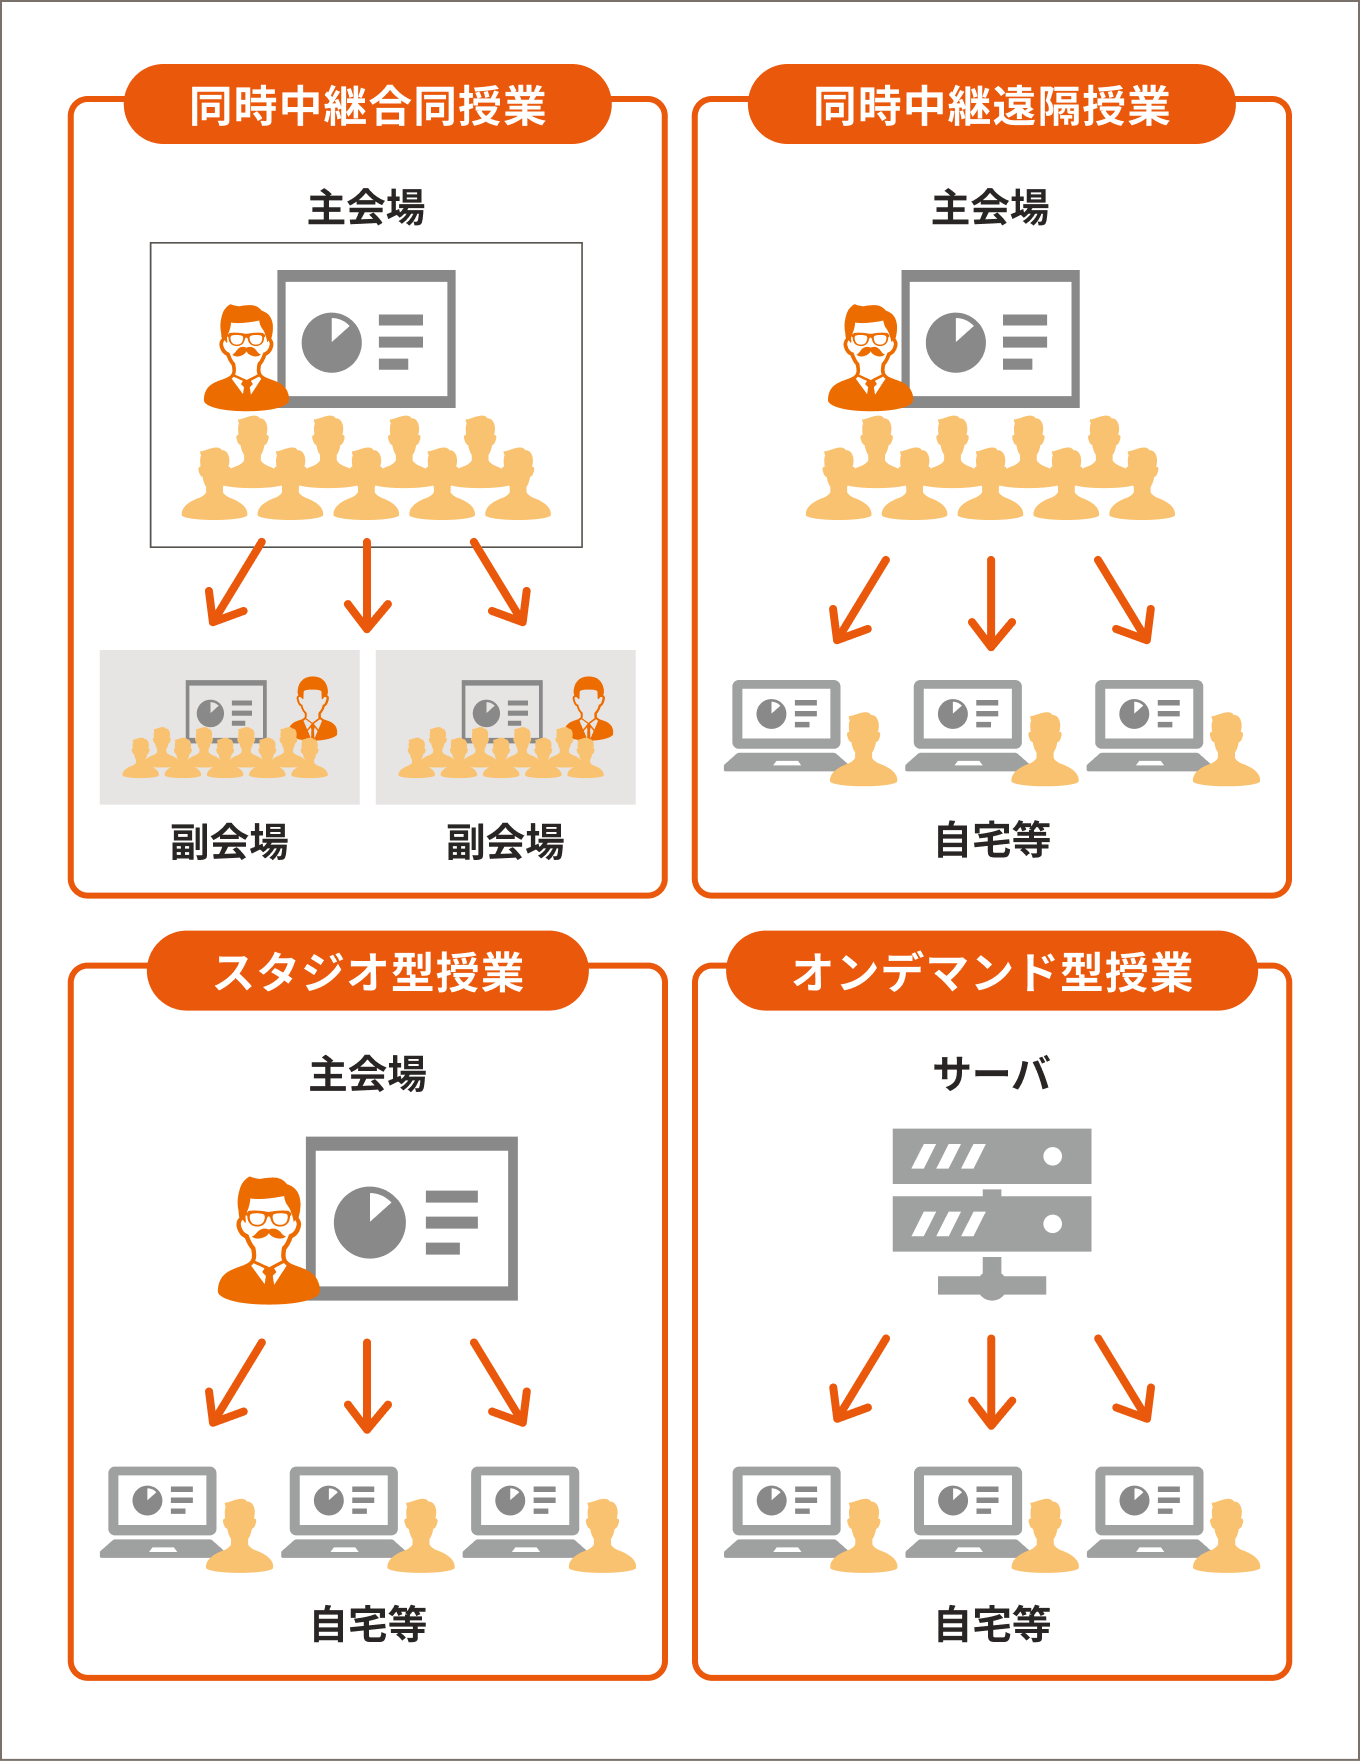 同時中継合同授業
主会場
副会場
副会場
同時中継遠隔授業
主会場
自宅等
スタジオ型授業
主会場
自宅等
オンデマンド型授業
サーバ
自宅等